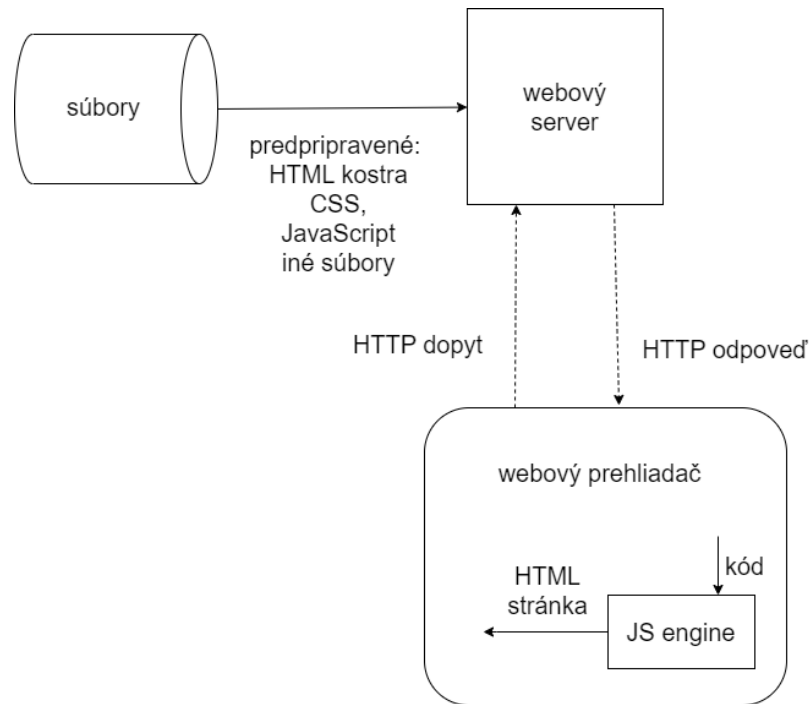 súbory
webový
server
predpripravené:
HTML kostra
CSS,
JavaScript
iné súbory
HTTP dopyt
HTTP odpoveď
webový prehliadač
kód
HTML
stránka
JS engine